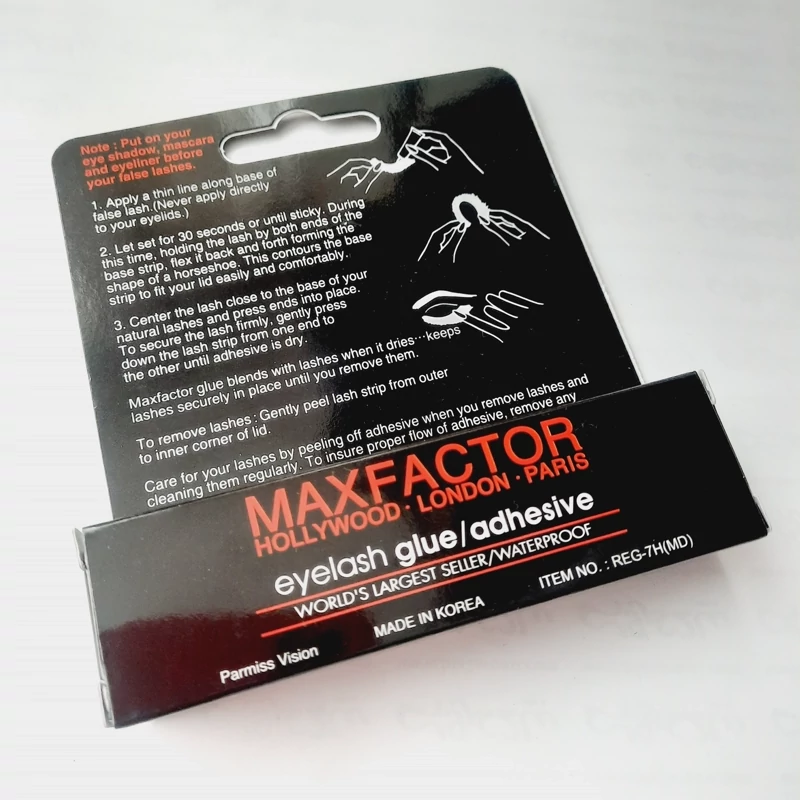 Note : Put on your
eye shadow, mascara
and eyeliner before
your false lashes.
1. Apply a thin line along base of
false lash.(Never apply directly
to your eyelids.)
2. Let set for 30 seconds or until sticky. During
this time, holding the lash by both ends of the
base strip, flex it back and forth forming the
shape of a horseshoe. This contours the base
strip to fit your lid easily and comfortably.
3. Center the lash close to the base of your
natural lashes and press ends into place.
To secure the lash firmly, gently press
down the lash strip from one end to
the other until adhesive is dry.
Maxfactor glue blends with lashes when it dries…keeps
lashes securely in place until you remove them.
To remove lashes : Gently peel lash strip from outer
to inner corner of lid.
Care for your lashes by peeling off adhesive when you remove lashes and
cleaning them regularly. To insure proper flow of adhesive, remove any
MAXFACTOR
HOLLYWOOD · LONDON · PARIS
eyelash glue/adhesive
WORLD'S LARGEST SELLER/WATERPROOF
MADE IN KOREA
ITEM NO. : REG-7H(MD)
Parmiss Vision